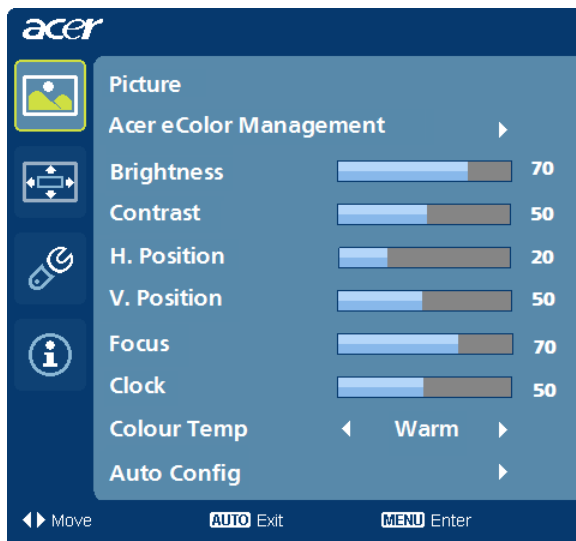 acer
Picture
Acer eColor Management
Brightness 70
Contrast 50
H. Position 20
V. Position 50
Focus 70
Clock 50
Colour Temp Warm
Auto Config
Move AUTO Exit MENU Enter